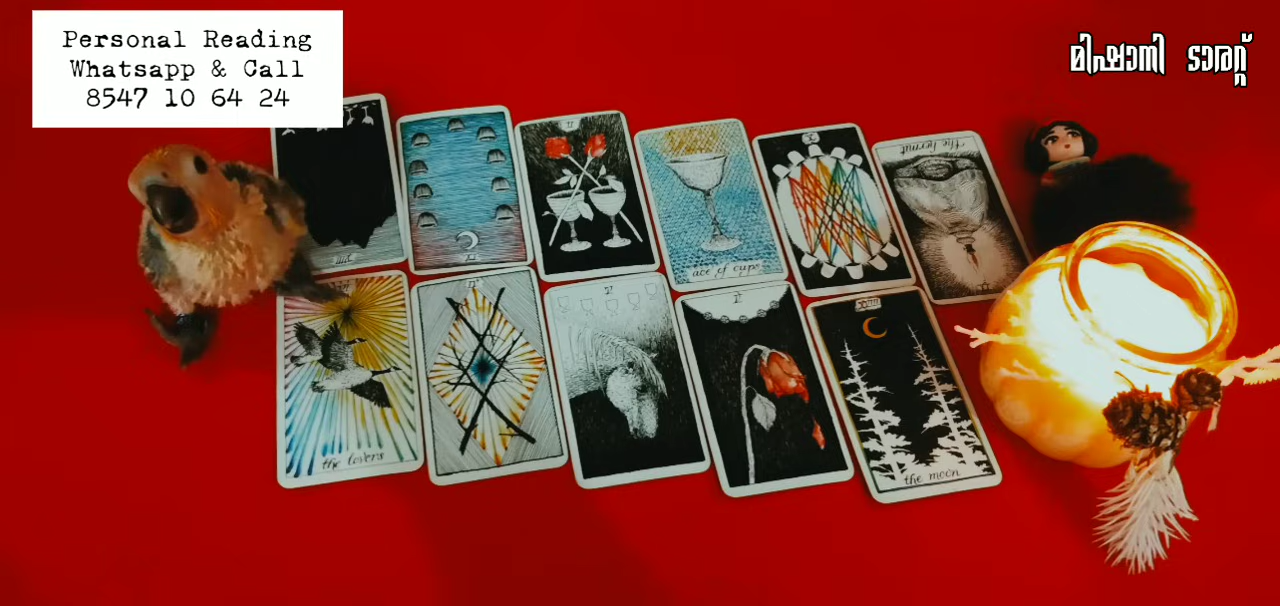 Personal Reading
Whatsapp & Call
8547 10 64 24
മിഷാനി ടാരറ്റ്
ace of cups
The hermit
the lovers
the moon